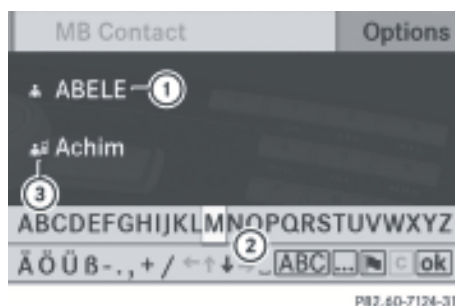 MB Contact Options
ABELE 1
Achim
3
ABCDEFGHIJKLMNOPQRSTUVWXYZ
2
ÄÖÜß-.,+/ ←↑↓→␣ ABC ... C ok
P82.60-7124-31